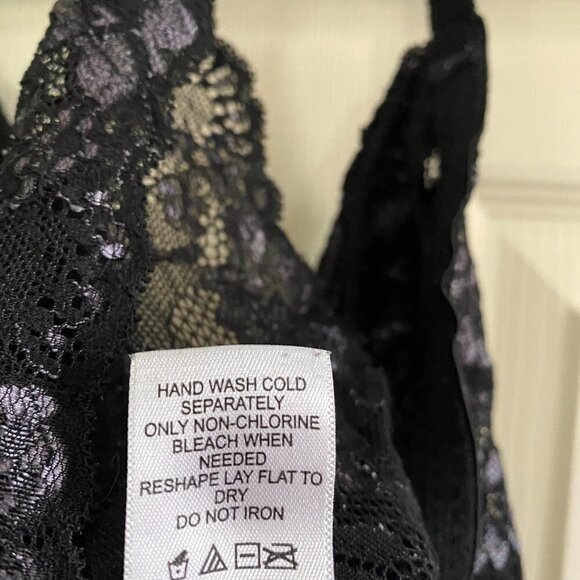 HAND WASH COLD
SEPARATELY
ONLY NON-CHLORINE
BLEACH WHEN
NEEDED
RESHAPE LAY FLAT TO
DRY
DO NOT IRON